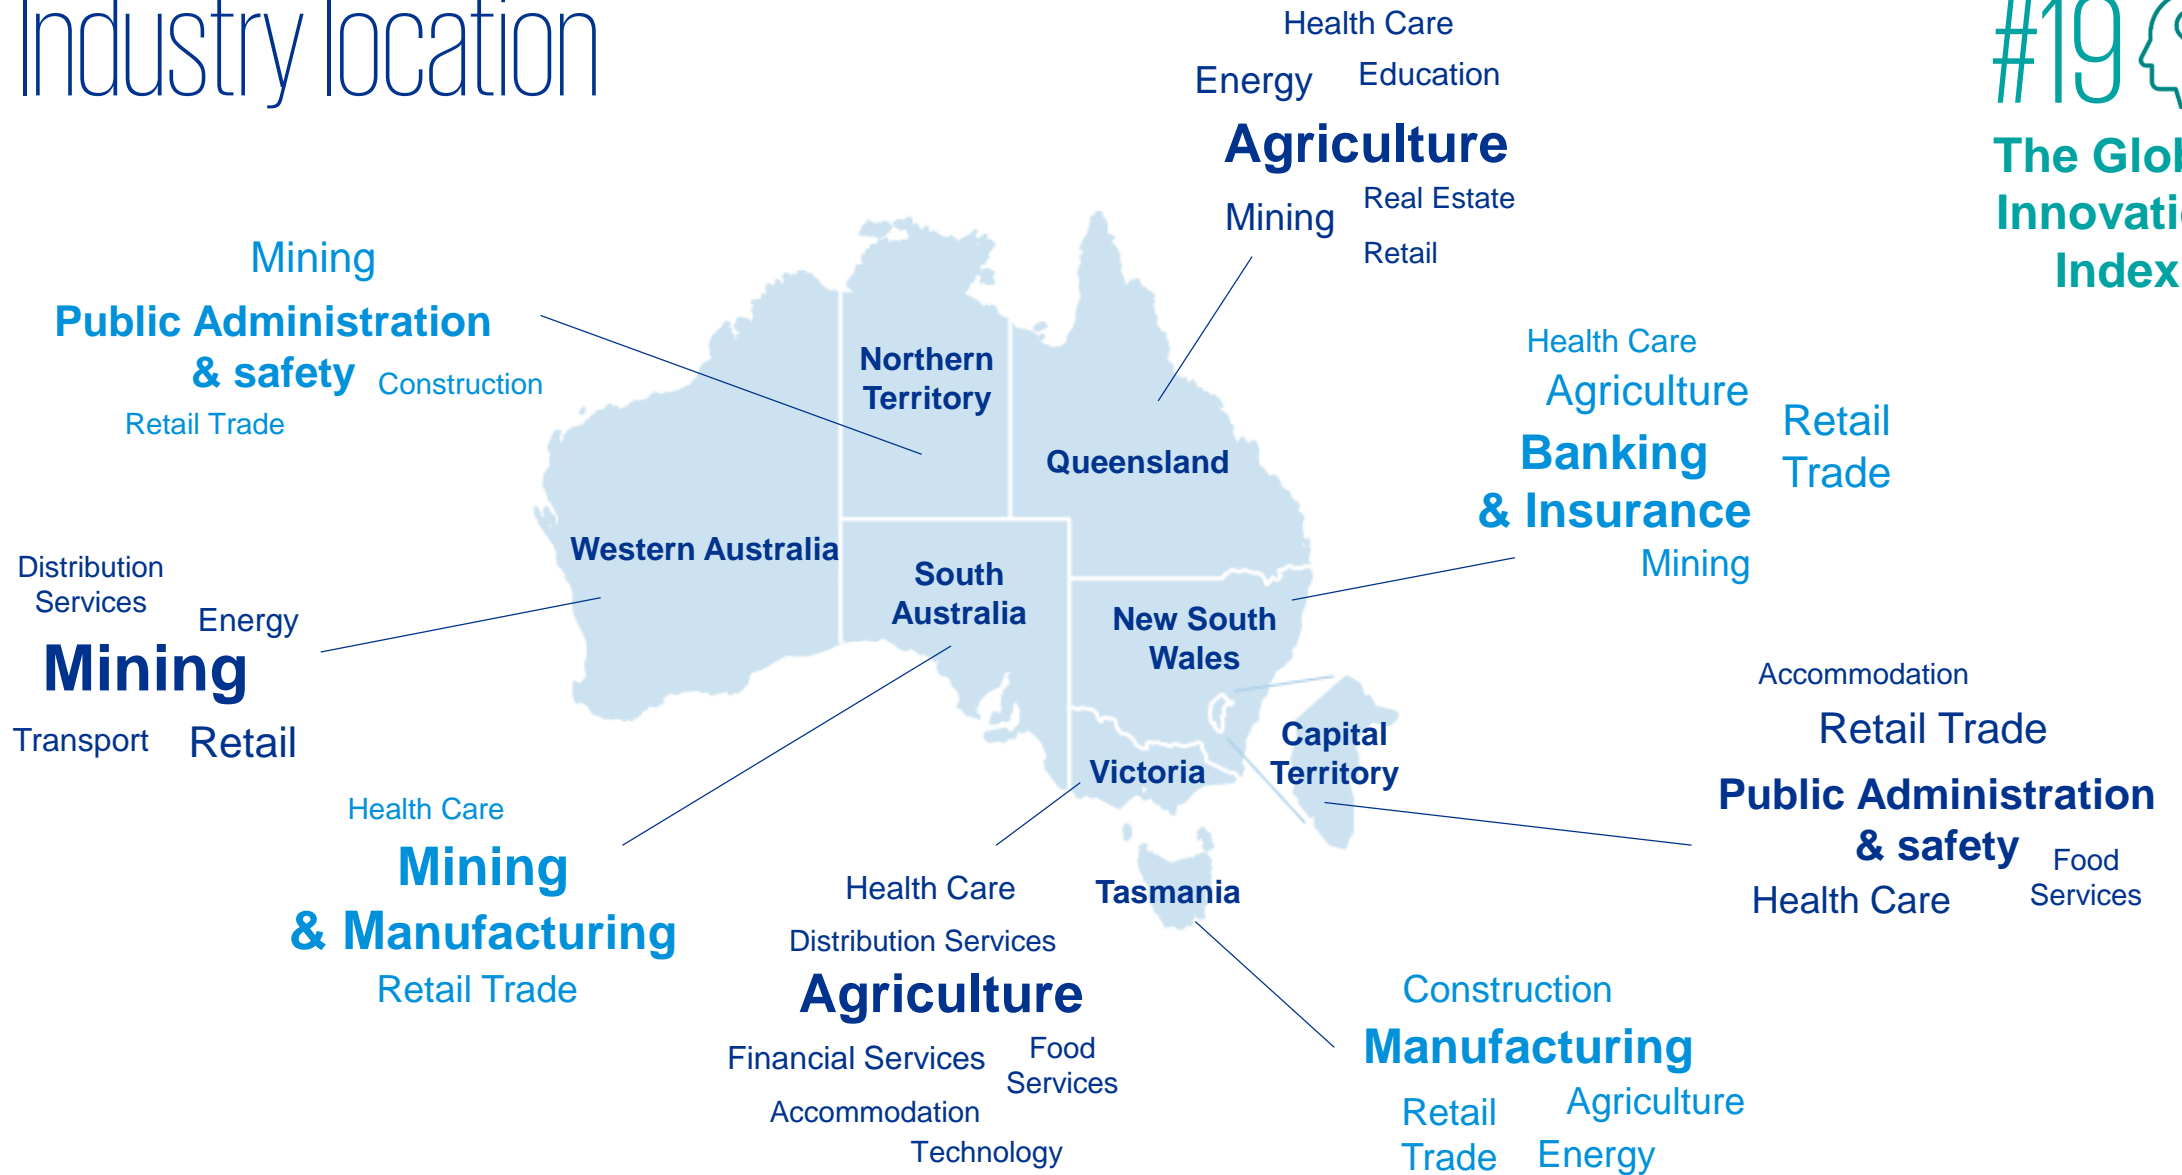 Industry location
#19
The Glob
Innovati
Index
Health Care
Energy
Education
Agriculture
Mining
Real Estate
Retail
Mining
Public Administration
& safety
Construction
Retail Trade
Northern
Territory
Queensland
Western Australia
South
Australia
New South
Wales
Capital
Territory
Victoria
Tasmania
Health Care
Agriculture
Retail
Trade
Banking
& Insurance
Mining
Distribution
Services
Energy
Mining
Transport
Retail
Accommodation
Retail Trade
Public Administration
& safety
Food
Services
Health Care
Health Care
Mining
& Manufacturing
Retail Trade
Health Care
Distribution Services
Agriculture
Financial Services
Food
Services
Accommodation
Technology
Construction
Manufacturing
Retail
Trade
Agriculture
Energy